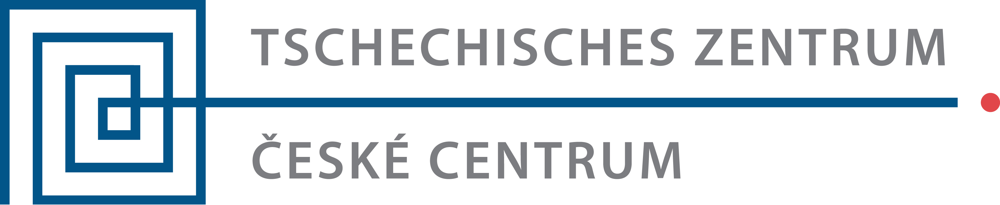 TSCHECHISCHES ZENTRUM
ČESKÉ CENTRUM